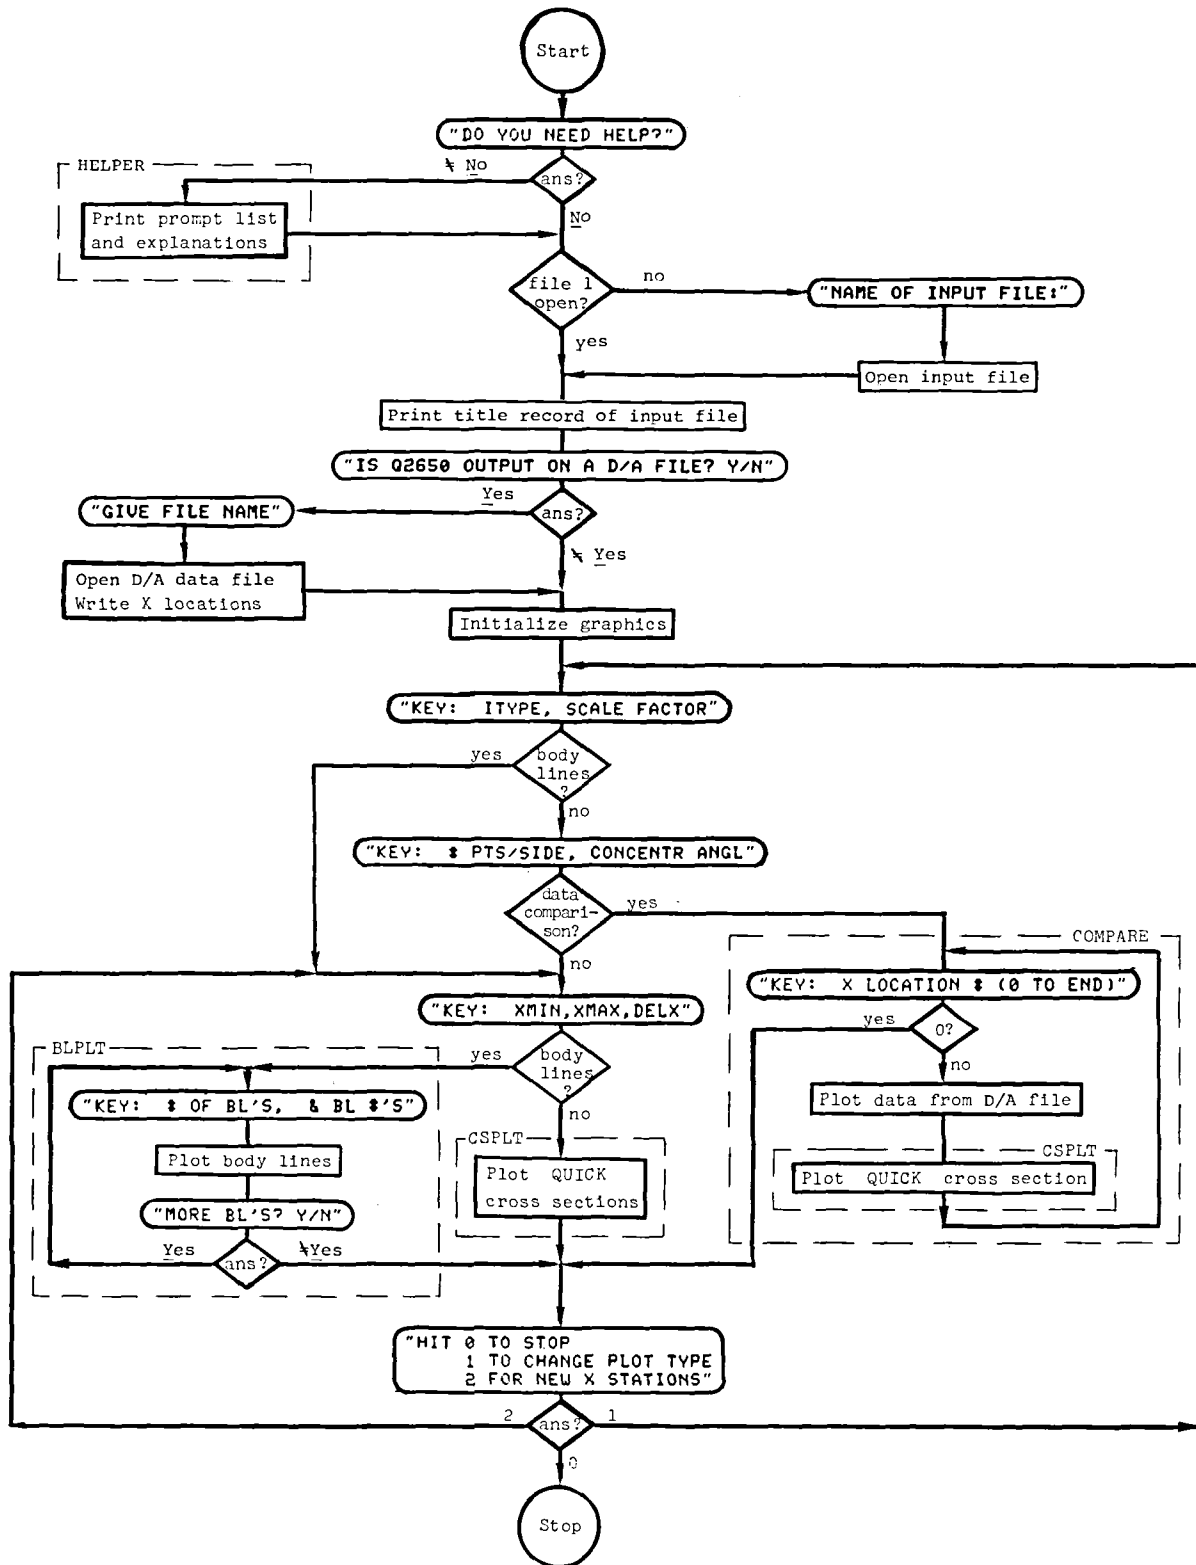 Start
"DO YOU NEED HELP?"
HELPER
≠ No
ans?
Print prompt list
and explanations
No
file 1
open?
no
"NAME OF INPUT FILE:"
yes
Open input file
Print title record of input file
"IS Q2650 OUTPUT ON A D/A FILE? Y/N"
Yes
"GIVE FILE NAME"
ans?
≠ Yes
Open D/A data file
Write X locations
Initialize graphics
"KEY: ITYPE, SCALE FACTOR"
yes
body
lines
?
no
"KEY: # PTS/SIDE, CONCENTR ANGL"
data
compari-
son?
yes
COMPARE
no
"KEY: X LOCATION # (0 TO END)"
"KEY: XMIN,XMAX,DELX"
yes
0?
BLPLT
yes
body
lines
?
no
"KEY: # OF BL'S, & BL #'S"
Plot data from D/A file
no
CSPLT
CSPLT
Plot body lines
Plot QUICK
cross sections
Plot QUICK cross section
"MORE BL'S? Y/N"
Yes
≠Yes
ans?
"HIT 0 TO STOP
1 TO CHANGE PLOT TYPE
2 FOR NEW X STATIONS"
2
ans?
1
0
Stop